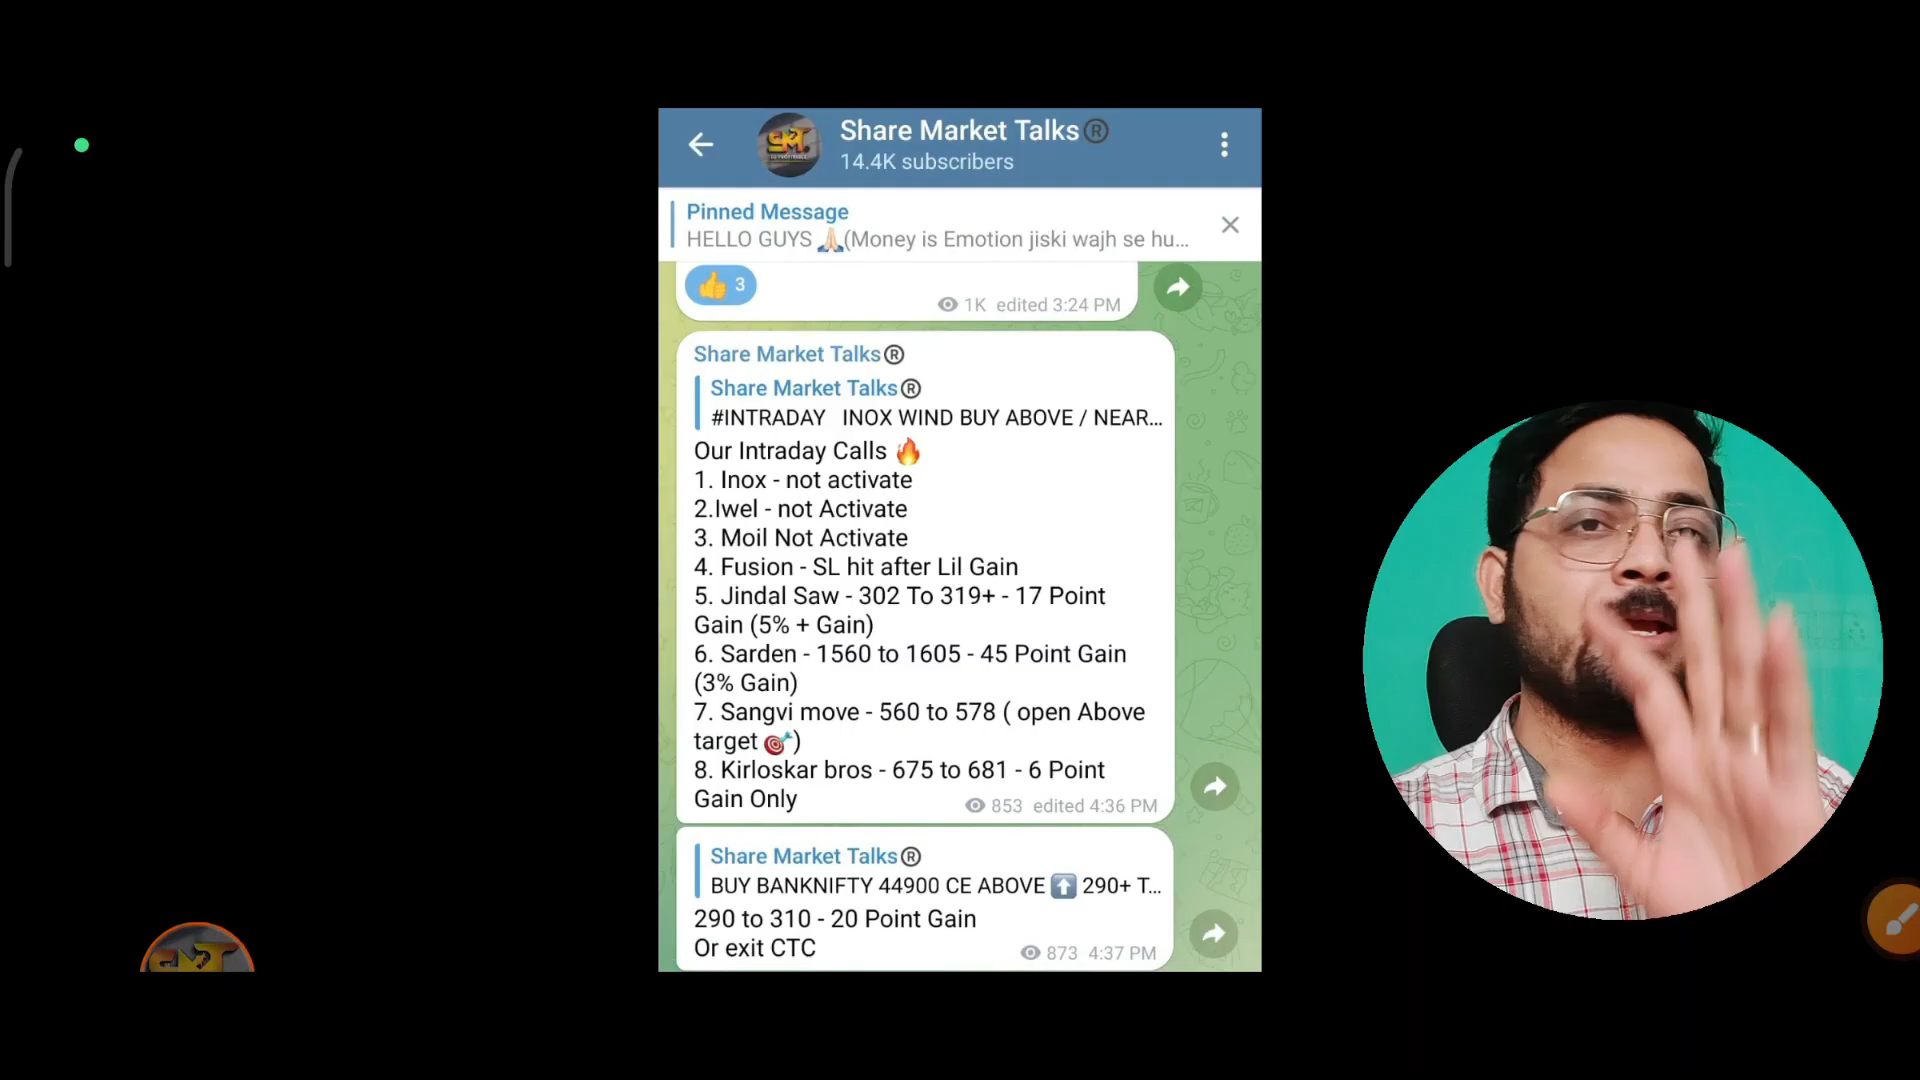 Share Market Talks®
14.4K subscribers
Pinned Message
HELLO GUYS 🙏🏻(Money is Emotion jiski wajh se hu...
👍 3
1K edited 3:24 PM
Share Market Talks®
Share Market Talks®
#INTRADAY INOX WIND BUY ABOVE / NEAR...
Our Intraday Calls 🔥
1. Inox - not activate
2.Iwel - not Activate
3. Moil Not Activate
4. Fusion - SL hit after Lil Gain
5. Jindal Saw - 302 To 319+ - 17 Point
Gain (5% + Gain)
6. Sarden - 1560 to 1605 - 45 Point Gain
(3% Gain)
7. Sangvi move - 560 to 578 ( open Above
target 🎯)
8. Kirloskar bros - 675 to 681 - 6 Point
Gain Only
853 edited 4:36 PM
Share Market Talks®
BUY BANKNIFTY 44900 CE ABOVE ⬆️ 290+ T...
290 to 310 - 20 Point Gain
Or exit CTC
873 4:37 PM